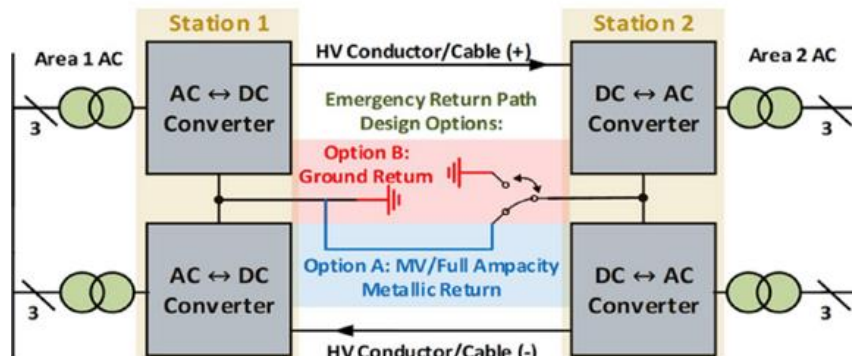 Station 1
Station 2
HV Conductor/Cable (+)
Area 1 AC
Area 2 AC
AC ↔ DC
Converter
DC ↔ AC
Converter
Emergency Return Path
Design Options:
3
3
Option B:
Ground Return
AC ↔ DC
Converter
DC ↔ AC
Converter
Option A: MV/Full Ampacity
Metallic Return
3
3
HV Conductor/Cable (-)